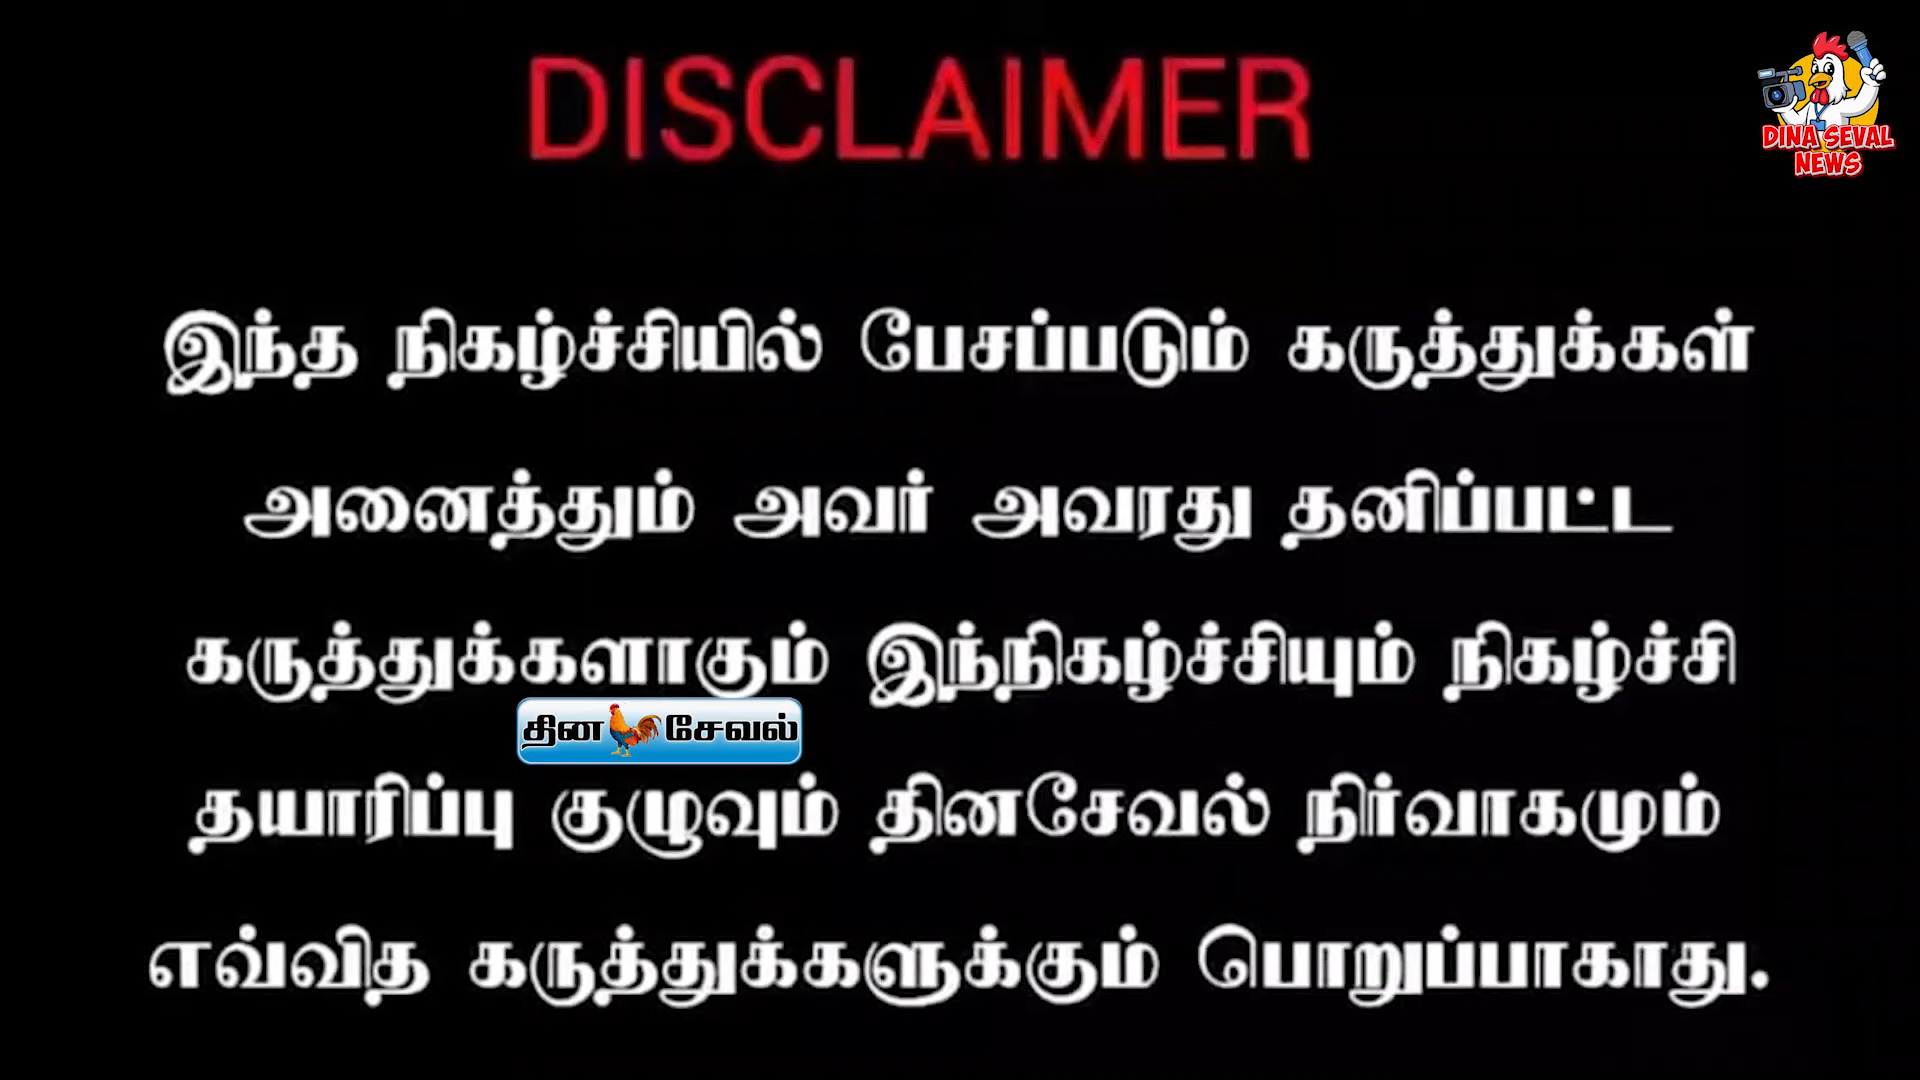 DISCLAIMER
DINA SEVAL
NEWS
இந்த நிகழ்ச்சியில் பேசப்படும் கருத்துக்கள்
அனைத்தும் அவர் அவரது தனிப்பட்ட
கருத்துக்களாகும் இந்நிகழ்ச்சியும் நிகழ்ச்சி
தின சேவல்
தயாரிப்பு குழுவும் தினசேவல் நிர்வாகமும்
எவ்வித கருத்துக்களுக்கும் பொறுப்பாகாது.